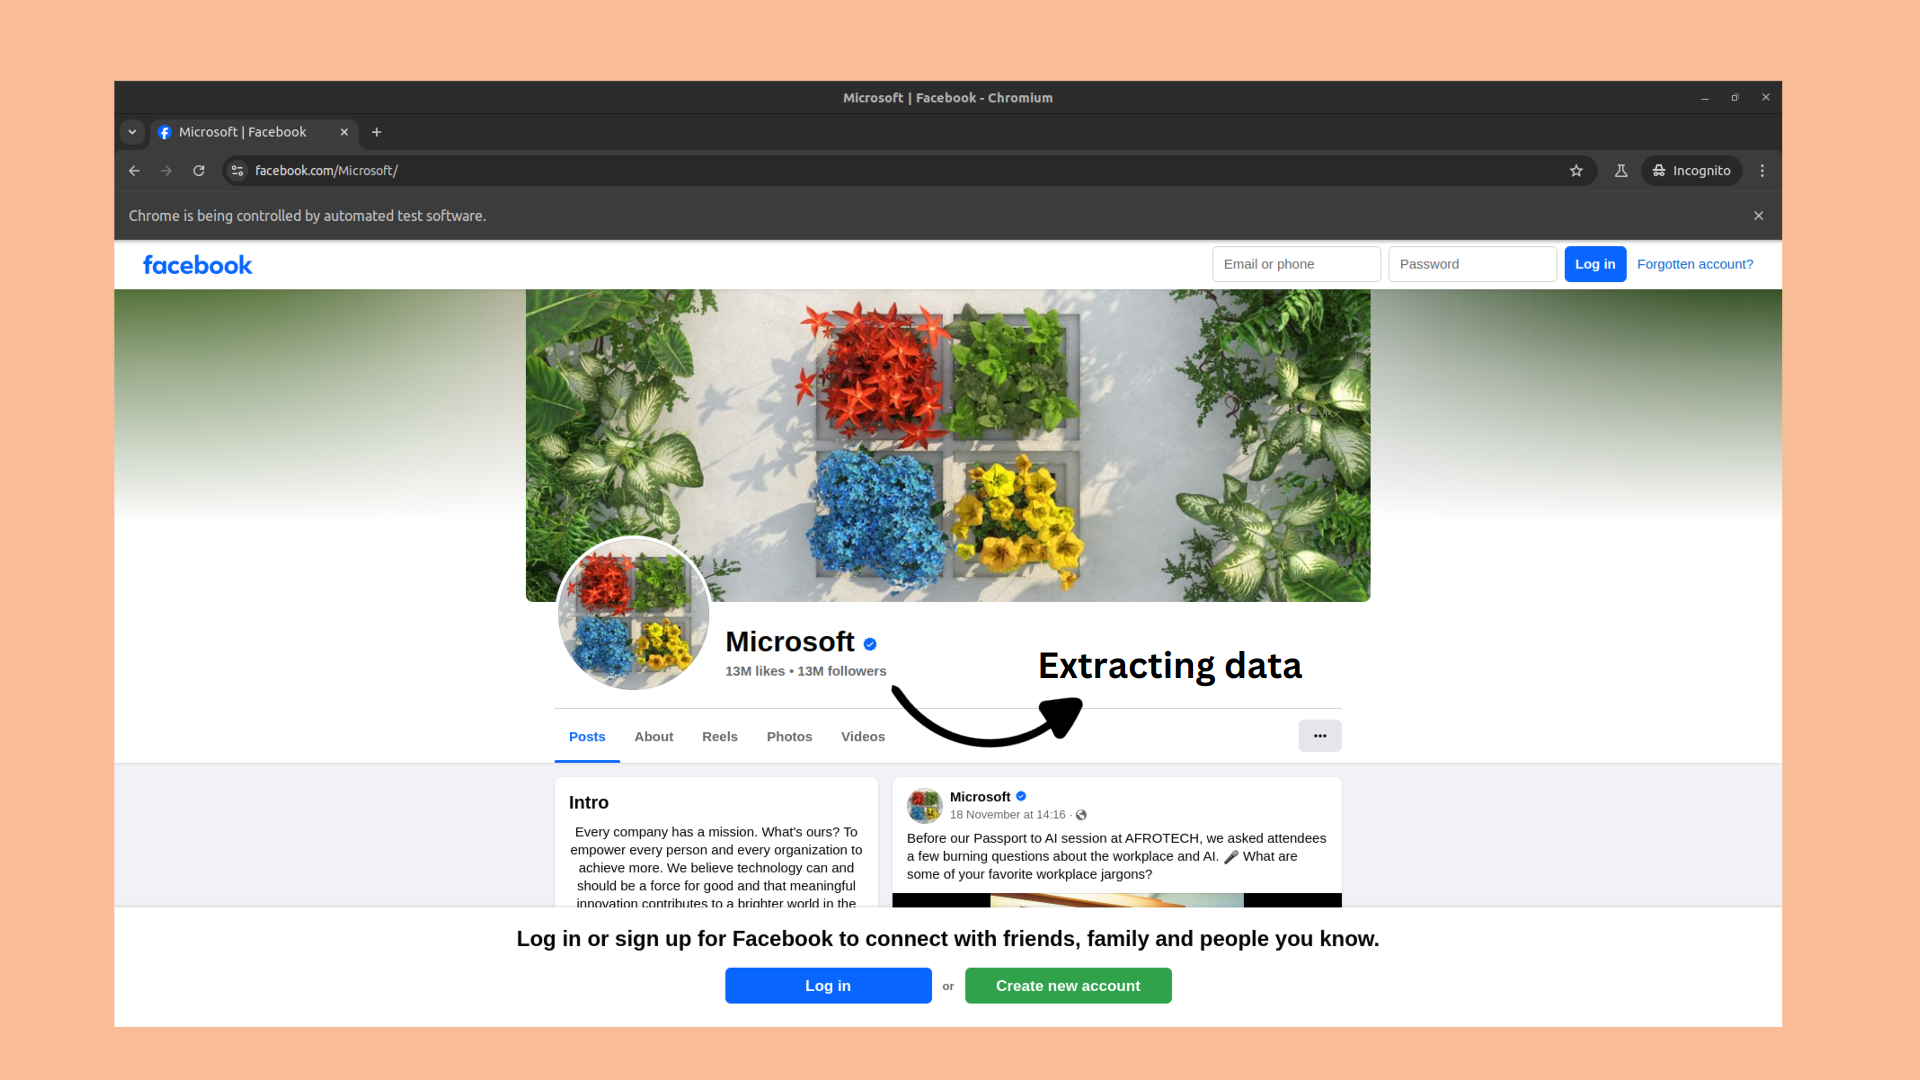 Microsoft | Facebook - Chromium
Microsoft | Facebook
facebook.com/Microsoft/
Incognito
Chrome is being controlled by automated test software.
facebook
Email or phone
Password
Log in
Forgotten account?
Microsoft
13M likes • 13M followers
Extracting data
Posts
About
Reels
Photos
Videos
Intro
Every company has a mission. What's ours? To
empower every person and every organization to
achieve more. We believe technology can and
should be a force for good and that meaningful
innovation contributes to a brighter world in the
Microsoft
18 November at 14:16 ·
Before our Passport to AI session at AFROTECH, we asked attendees
a few burning questions about the workplace and AI. 🎤 What are
some of your favorite workplace jargons?
Log in or sign up for Facebook to connect with friends, family and people you know.
Log in
or
Create new account